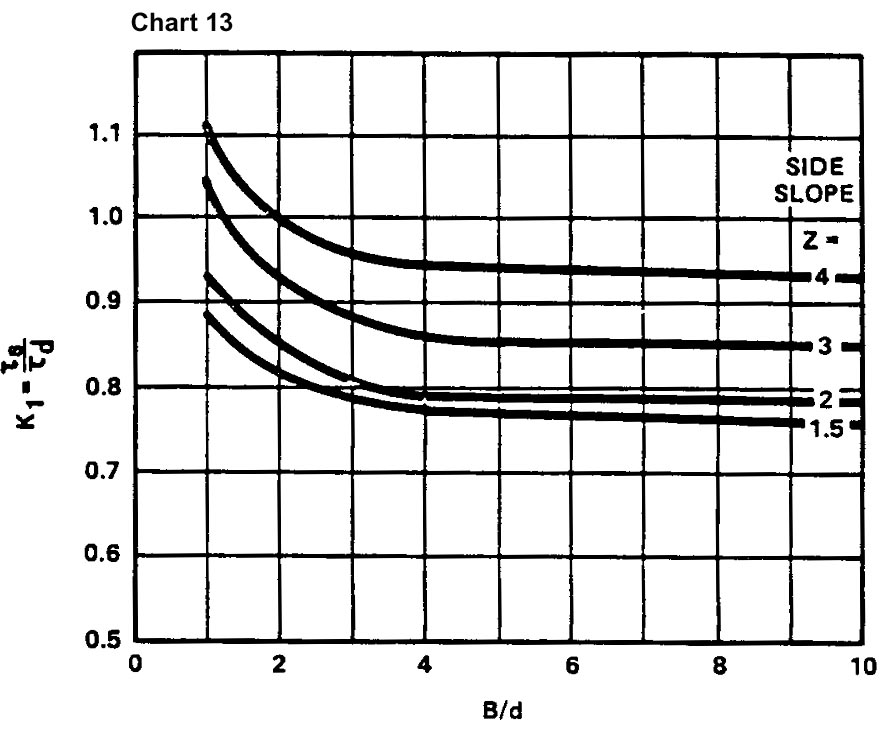 Chart 13
1.1
1.0
0.9
0.8
0.7
0.6
0.5
K1 = τs/τd
0 2 4 6 8 10
B/d
SIDE
SLOPE
Z =
4
3
2
1.5